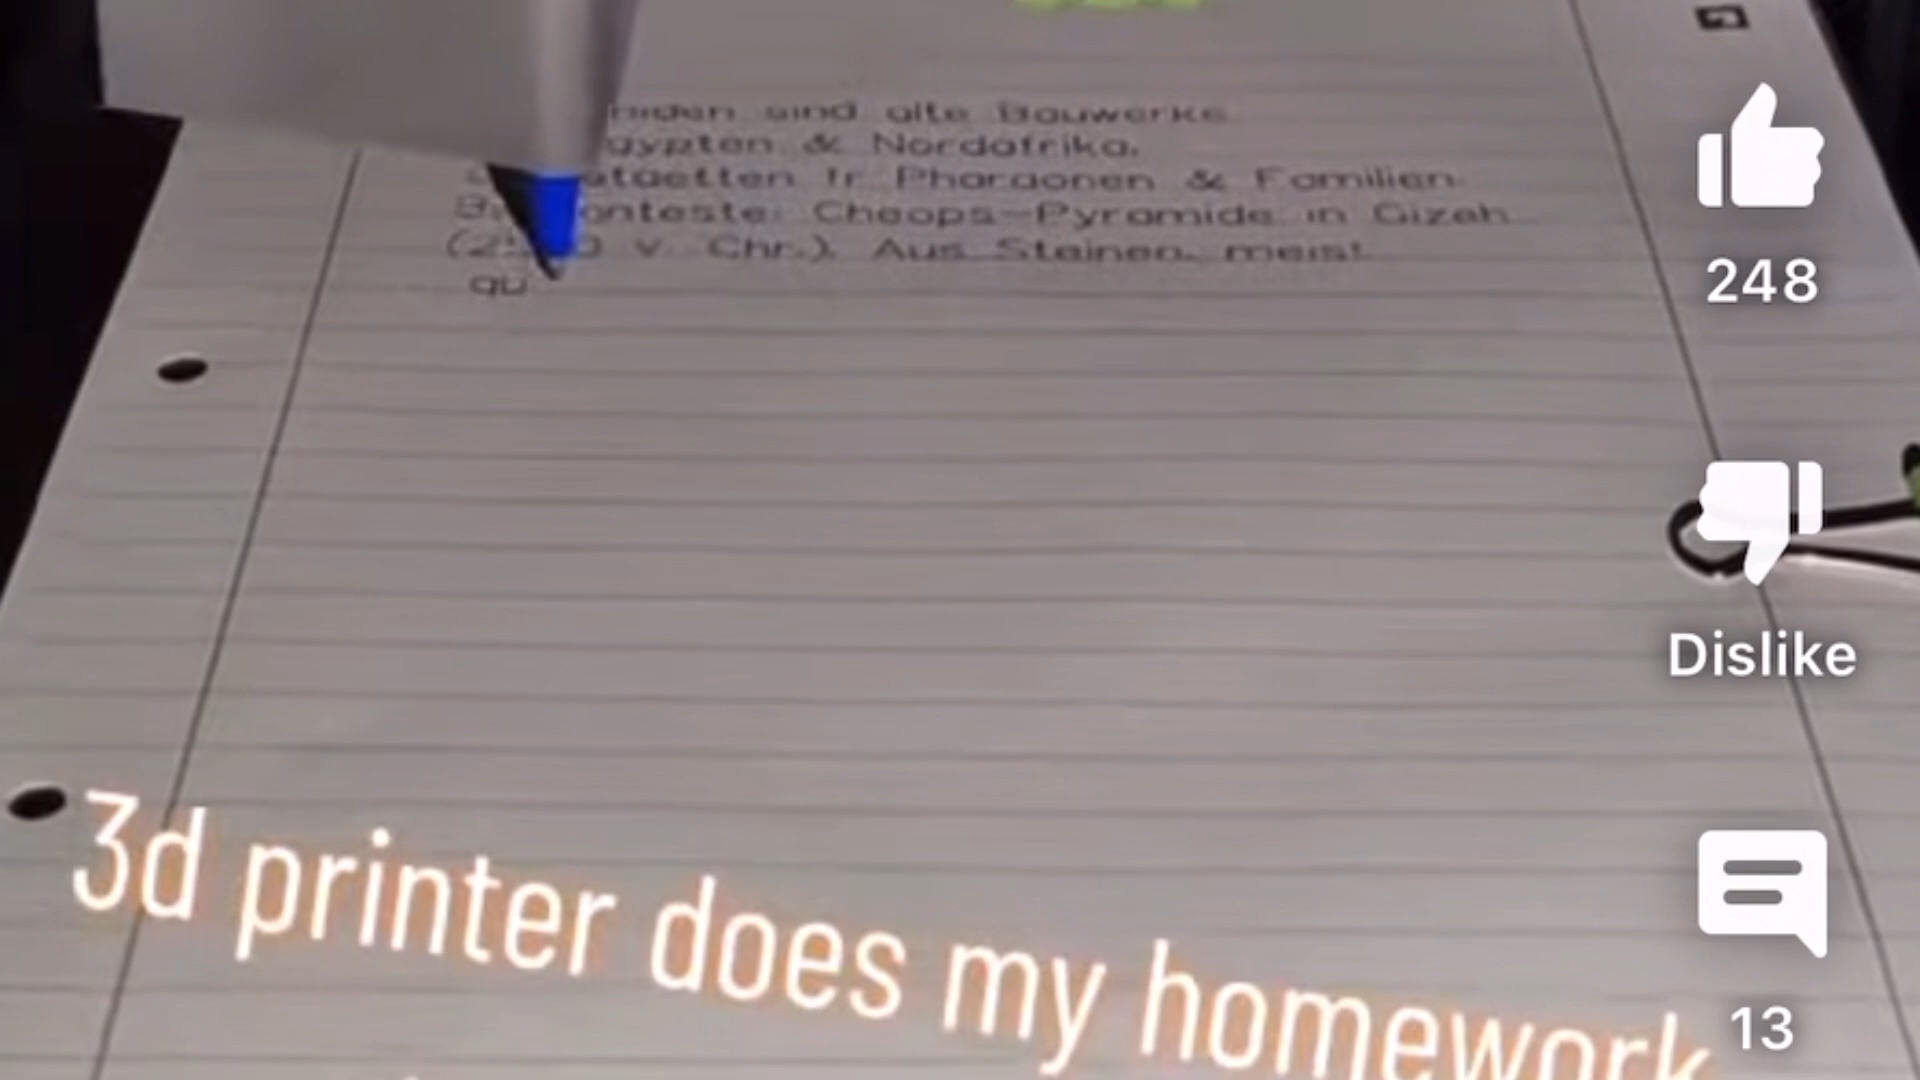 sind alte Bauwerke
& Nordafrika.
Pharaonen & Familien.
Cheops-Pyramide in Gizeh
v. Chr.). Aus Steinen, meist
248
Dislike
3d printer does my homework
13